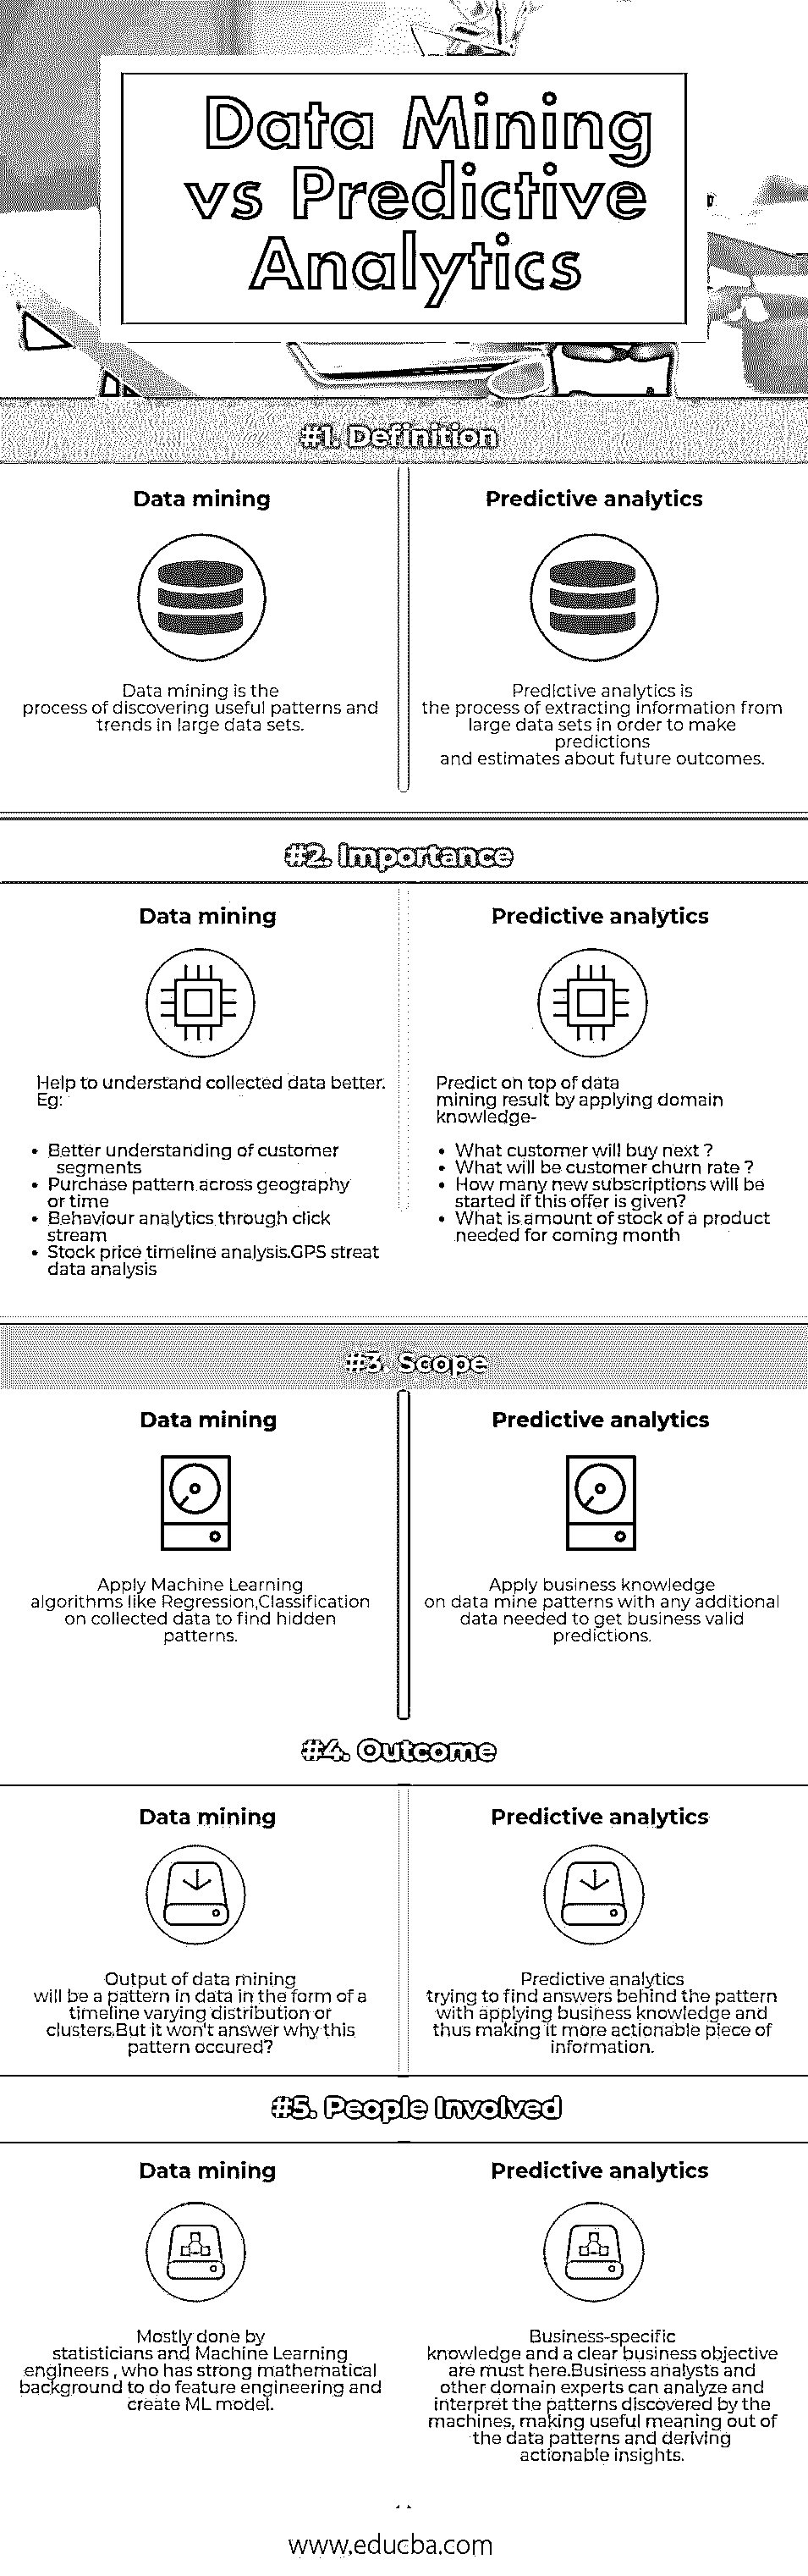 Data Mining
vs Predictive
Analytics
#1. Definition
Data mining
Data mining is the
process of discovering useful patterns and
trends in large data sets.
Predictive analytics
Predictive analytics is
the process of extracting information from
large data sets in order to make
predictions
and estimates about future outcomes.
#2. Importance
Data mining
Help to understand collected data better.
Eg:
• Better understanding of customer
segments
• Purchase pattern across geography
or time
• Behaviour analytics through click
stream
• Stock price timeline analysis.GPS streat
data analysis
Predictive analytics
Predict on top of data
mining result by applying domain
knowledge-
• What customer will buy next ?
• What will be customer churn rate ?
• How many new subscriptions will be
started if this offer is given?
• What is amount of stock of a product
needed for coming month
#3. Scope
Data mining
Apply Machine Learning
algorithms like Regression,Classification
on collected data to find hidden
patterns.
Predictive analytics
Apply business knowledge
on data mine patterns with any additional
data needed to get business valid
predictions.
#4. Outcome
Data mining
Output of data mining
will be a pattern in data in the form of a
timeline varying distribution or
clusters.But it won't answer why this
pattern occured?
Predictive analytics
Predictive analytics
trying to find answers behind the pattern
with applying business knowledge and
thus making it more actionable piece of
information.
#5. People Involved
Data mining
Mostly done by
statisticians and Machine Learning
engineers , who has strong mathematical
background to do feature engineering and
create ML model.
Predictive analytics
Business-specific
knowledge and a clear business objective
are must here.Business analysts and
other domain experts can analyze and
interpret the patterns discovered by the
machines, making useful meaning out of
the data patterns and deriving
actionable insights.
www.educba.com